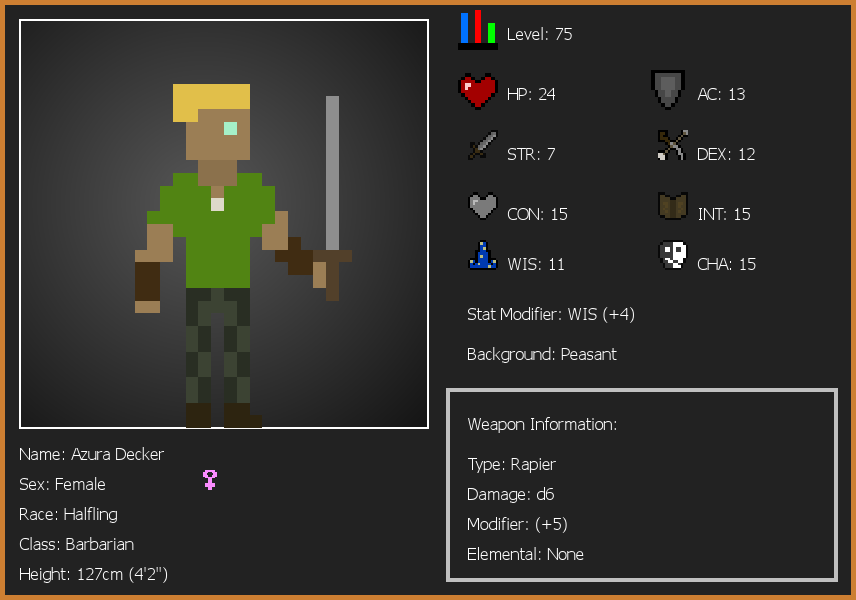 Level: 75
HP: 24
AC: 13
STR: 7
DEX: 12
CON: 15
INT: 15
WIS: 11
CHA: 15
Stat Modifier: WIS (+4)
Background: Peasant
Weapon Information:
Type: Rapier
Damage: d6
Modifier: (+5)
Elemental: None
Name: Azura Decker
Sex: Female
Race: Halfling
Class: Barbarian
Height: 127cm (4'2")